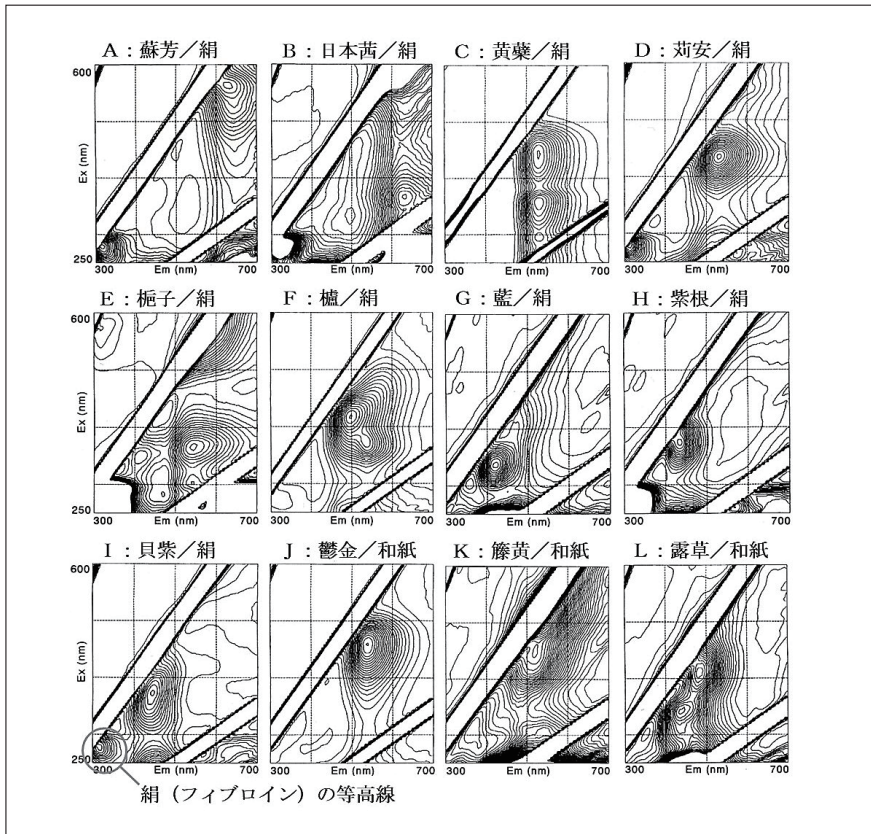 A：蘇芳／絹 B：日本茜／絹 C：黄蘗／絹 D：苅安／絹
600
Ex (nm)
250
300 Em (nm) 700 300 Em (nm) 700 300 Em (nm) 700 300 Em (nm) 700
E：梔子／絹 F：櫨／絹 G：藍／絹 H：紫根／絹
600
Ex (nm)
250
300 Em (nm) 700 300 Em (nm) 700 300 Em (nm) 700 300 Em (nm) 700
I：貝紫／絹 J：鬱金／和紙 K：籐黄／和紙 L：露草／和紙
600
Ex (nm)
250
300 Em (nm) 700 300 Em (nm) 700 300 Em (nm) 700 300 Em (nm) 700
絹（フィブロイン）の等高線